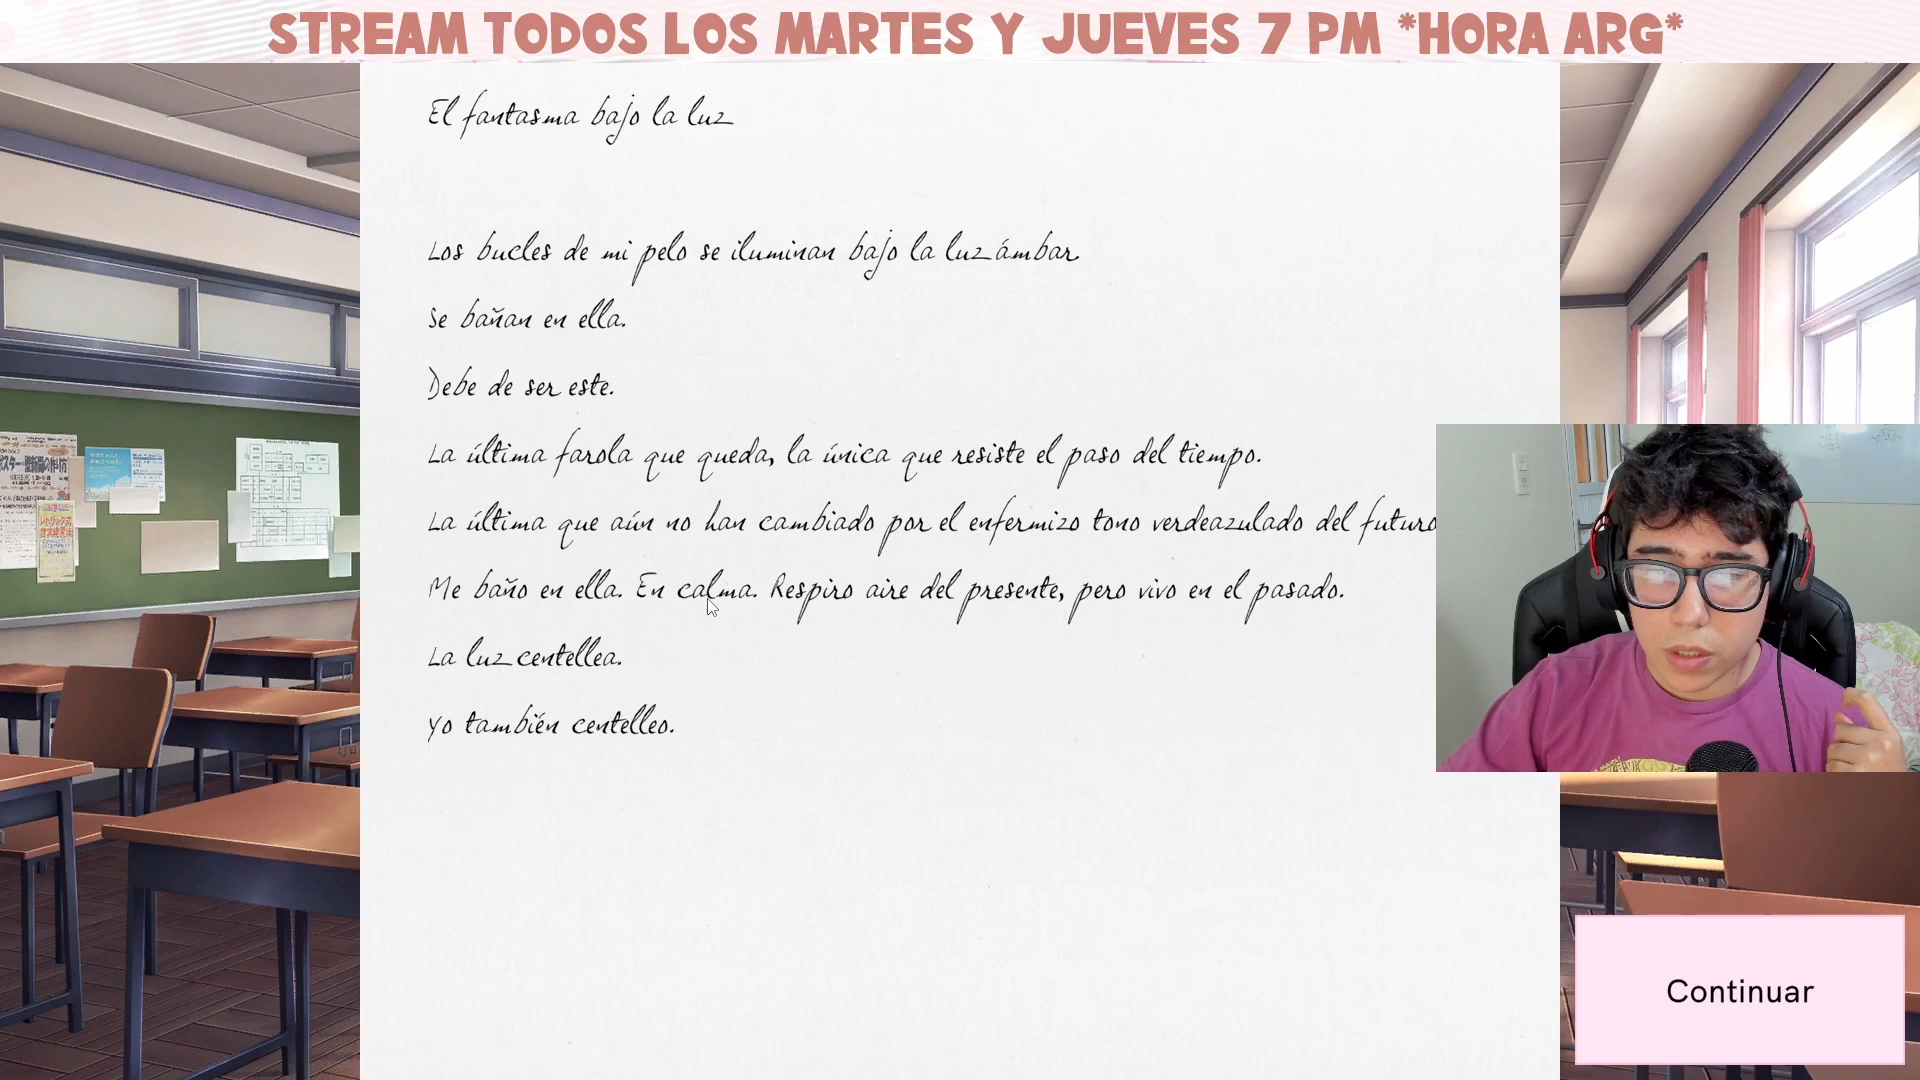 STREAM TODOS LOS MARTES Y JUEVES 7 PM *HORA ARG*
El fantasma bajo la luz
Los bucles de mi pelo se iluminan bajo la luz ámbar.
Se bañan en ella.
Debe de ser este.
La última farola que queda, la única que resiste el paso del tiempo.
La última que aún no han cambiado por el enfermizo tono verdeazulado del futuro
Me baño en ella. En calma. Respiro aire del presente, pero vivo en el pasado.
La luz centellea.
Yo también centelleo.
Continuar